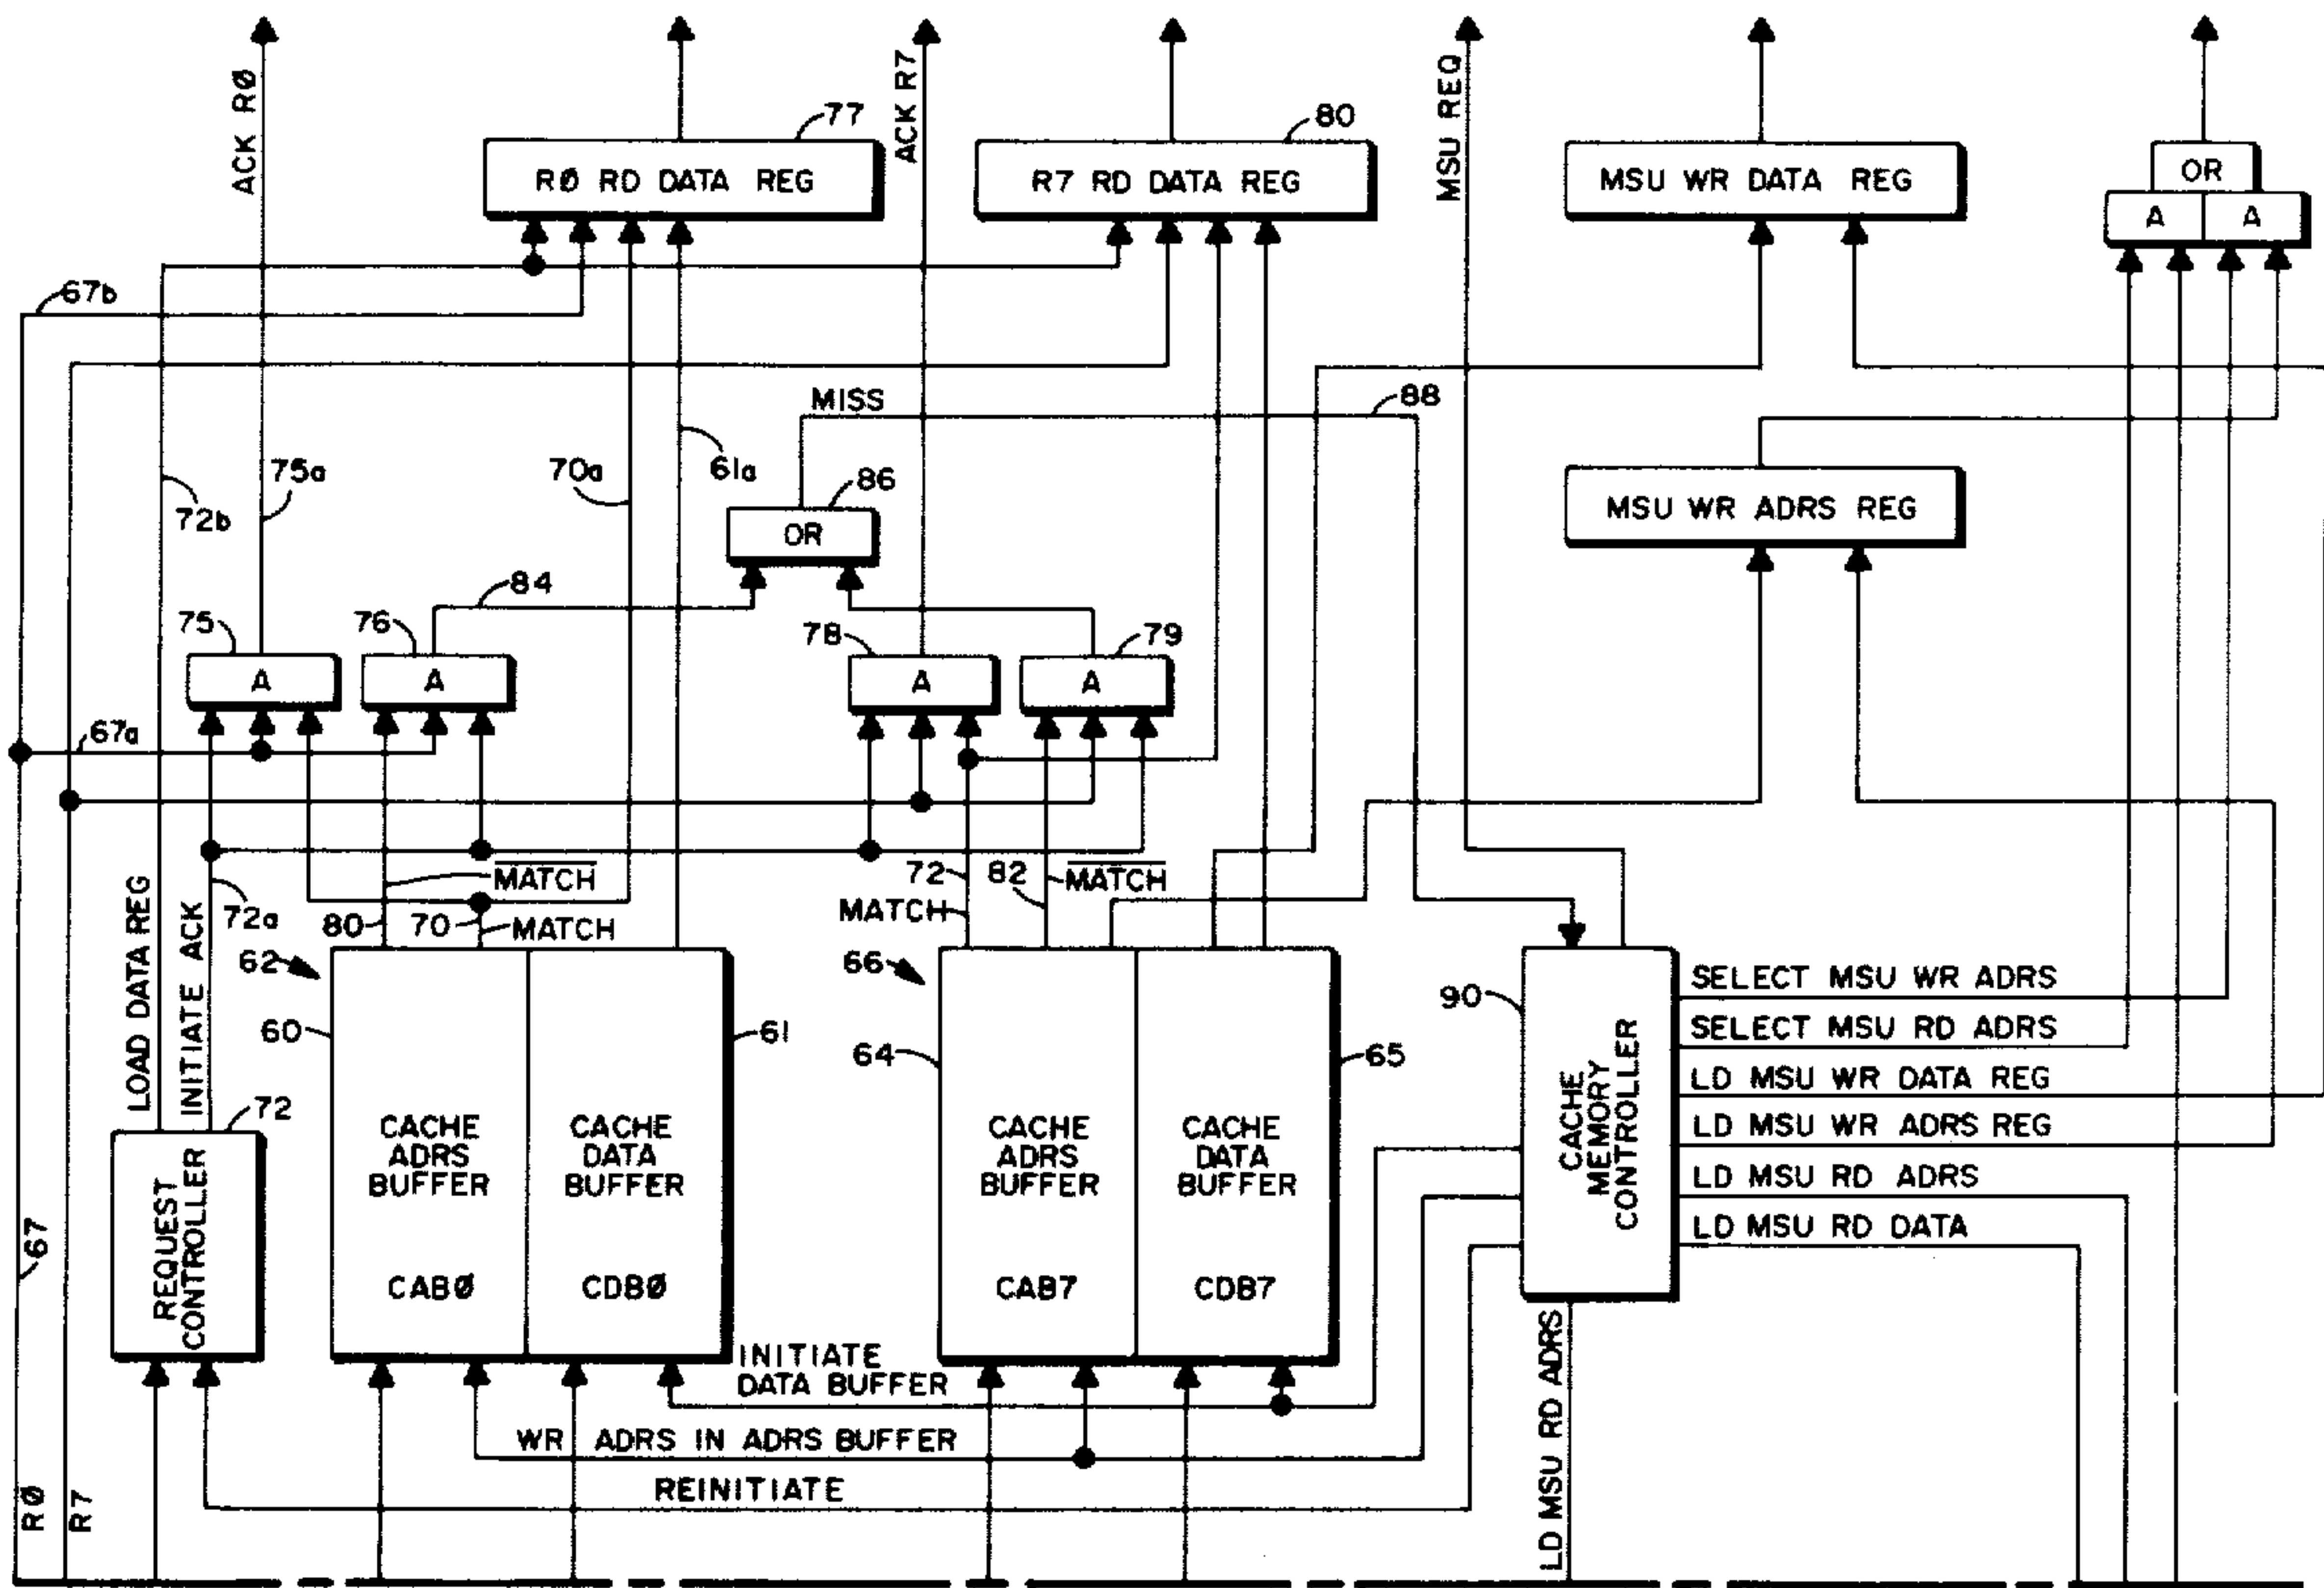 ACK RØ
ACK R7
MSU REQ
77
80
RØ RD DATA REG
R7 RD DATA REG
MSU WR DATA REG
OR
A
A
67b
MISS
88
75a
72b
70a
61a
86
OR
MSU WR ADRS REG
84
75
76
78
79
A
A
A
A
67a
LOAD DATA REG
INITIATE ACK
72a
MATCH
80
70
MATCH
72
82
MATCH
MATCH
62
66
60
61
64
65
90
72
REQUEST
CONTROLLER
CACHE
ADRS
BUFFER
CABØ
CACHE
DATA
BUFFER
CDBØ
CACHE
ADRS
BUFFER
CAB7
CACHE
DATA
BUFFER
CDB7
CACHE
MEMORY
CONTROLLER
SELECT MSU WR ADRS
SELECT MSU RD ADRS
LD MSU WR DATA REG
LD MSU WR ADRS REG
LD MSU RD ADRS
LD MSU RD DATA
67
INITIATE
DATA BUFFER
WR ADRS IN ADRS BUFFER
REINITIATE
LD MSU RD ADRS
RØ
R7